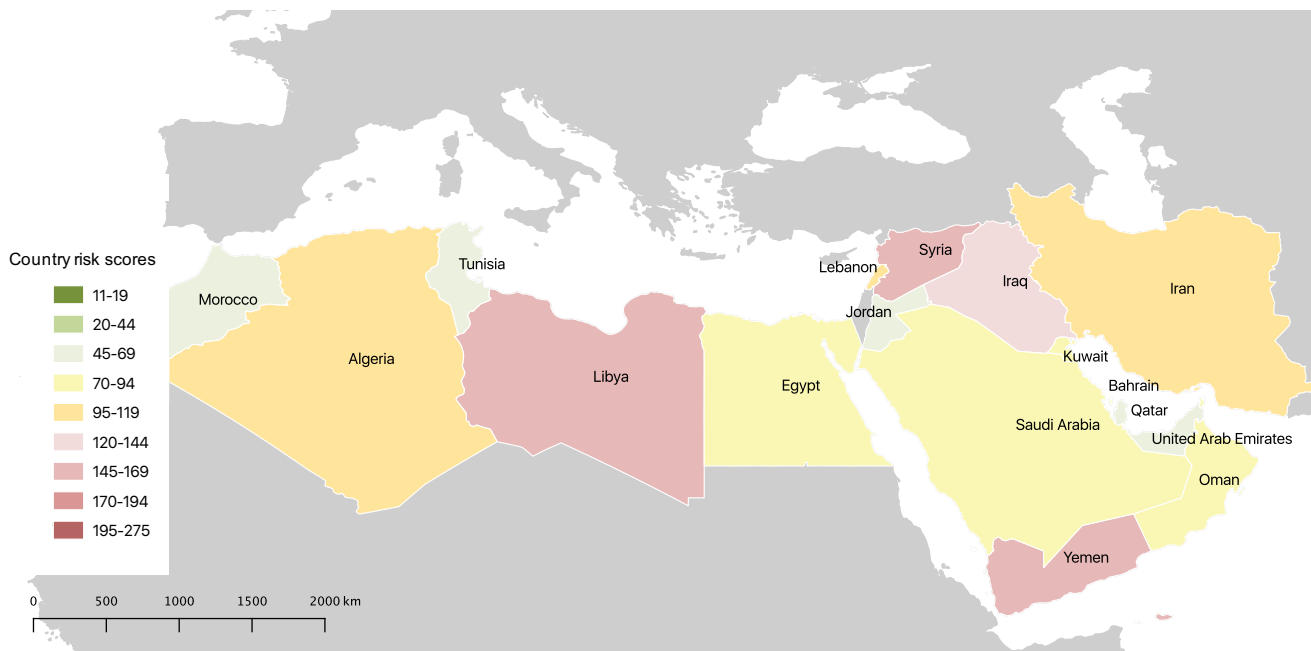 Country risk scores
11-19
20-44
45-69
70-94
95-119
120-144
145-169
170-194
195-275
Morocco
Tunisia
Algeria
Libya
Egypt
Lebanon
Syria
Jordan
Iraq
Iran
Kuwait
Bahrain
Qatar
Saudi Arabia
United Arab Emirates
Oman
Yemen
0 500 1000 1500 2000 km